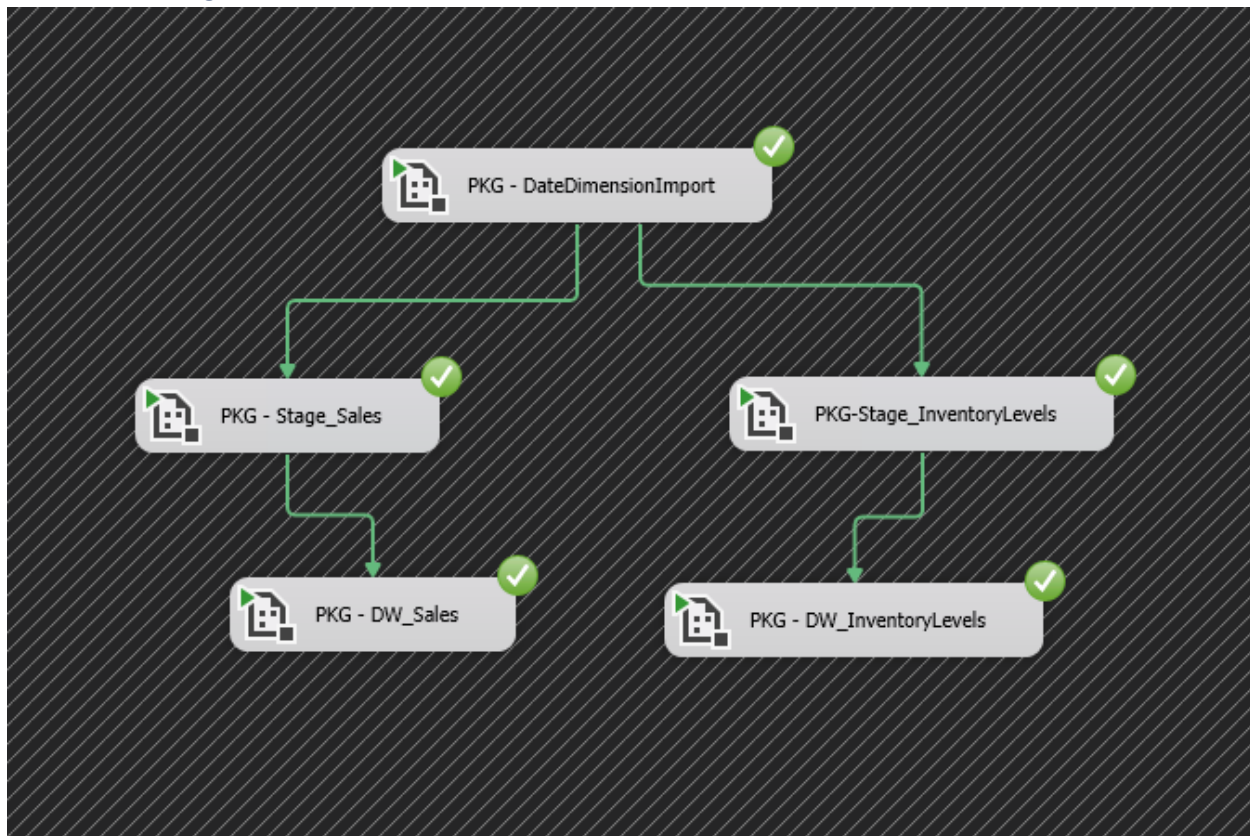 PKG - DateDimensionImport
PKG - Stage_Sales
PKG-Stage_InventoryLevels
PKG - DW_Sales
PKG - DW_InventoryLevels